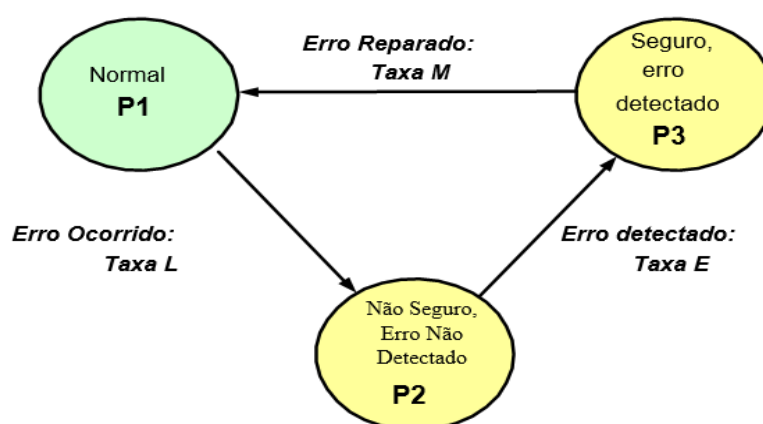 Normal
P1
Erro Reparado:
Taxa M
Seguro,
erro
detectado
P3
Erro Ocorrido:
Taxa L
Erro detectado:
Taxa E
Não Seguro,
Erro Não
Detectado
P2